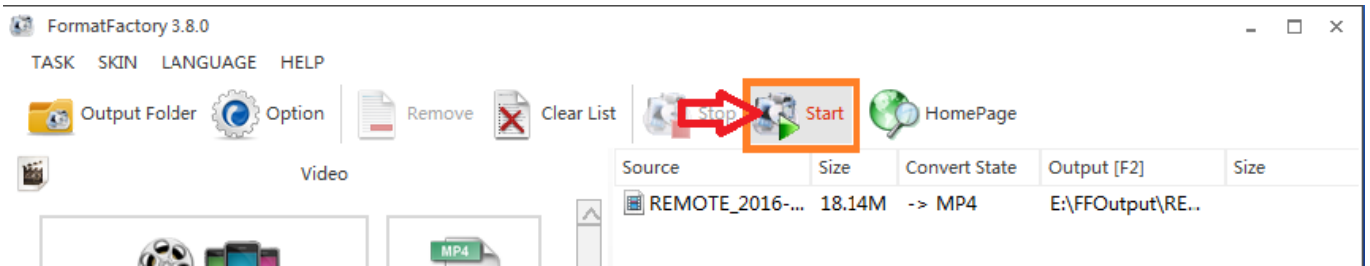 FormatFactory 3.8.0
TASK SKIN LANGUAGE HELP
Output Folder Option Remove Clear List Stop Start HomePage
Video
Source Size Convert State Output [F2] Size
REMOTE_2016-... 18.14M -> MP4 E:\FFOutput\RE...
MP4